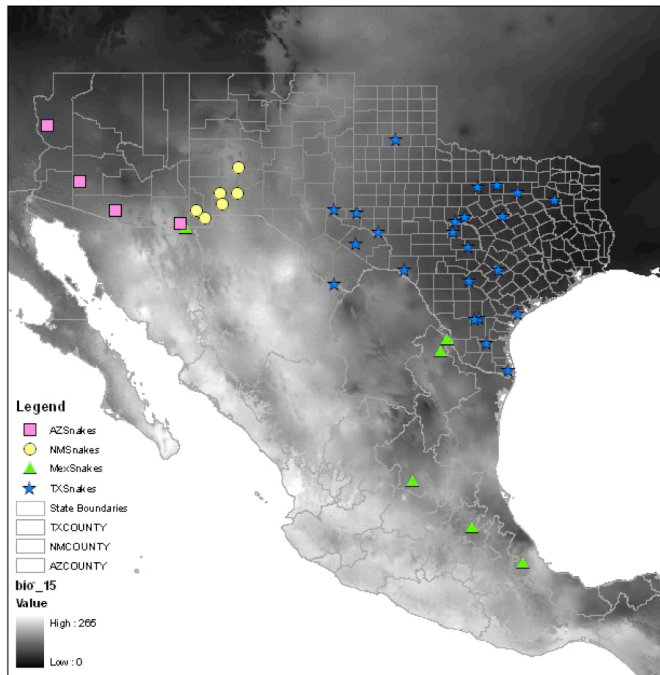 Legend
AZSnakes
NMSnakes
MexSnakes
TXSnakes
State Boundaries
TXCOUNTY
NMCOUNTY
AZCOUNTY
bio_15
Value
High : 265
Low : 0